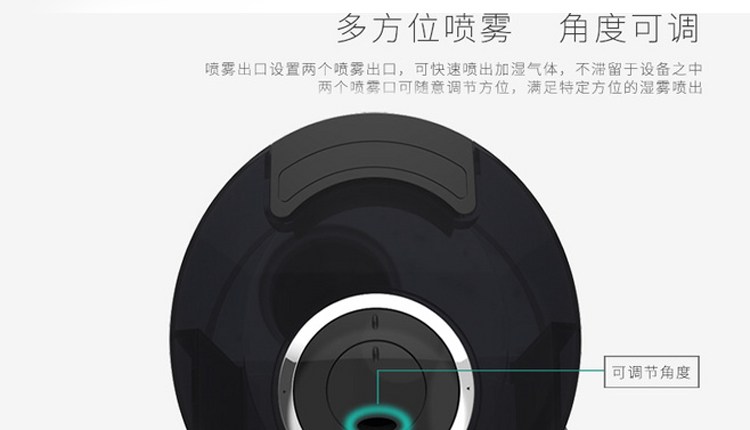 多方位喷雾 角度可调
喷雾出口设置两个喷雾出口，可快速喷出加湿气体，不滞留于设备之中
两个喷雾口可随意调节方位，满足特定方位的湿雾喷出
可调节角度